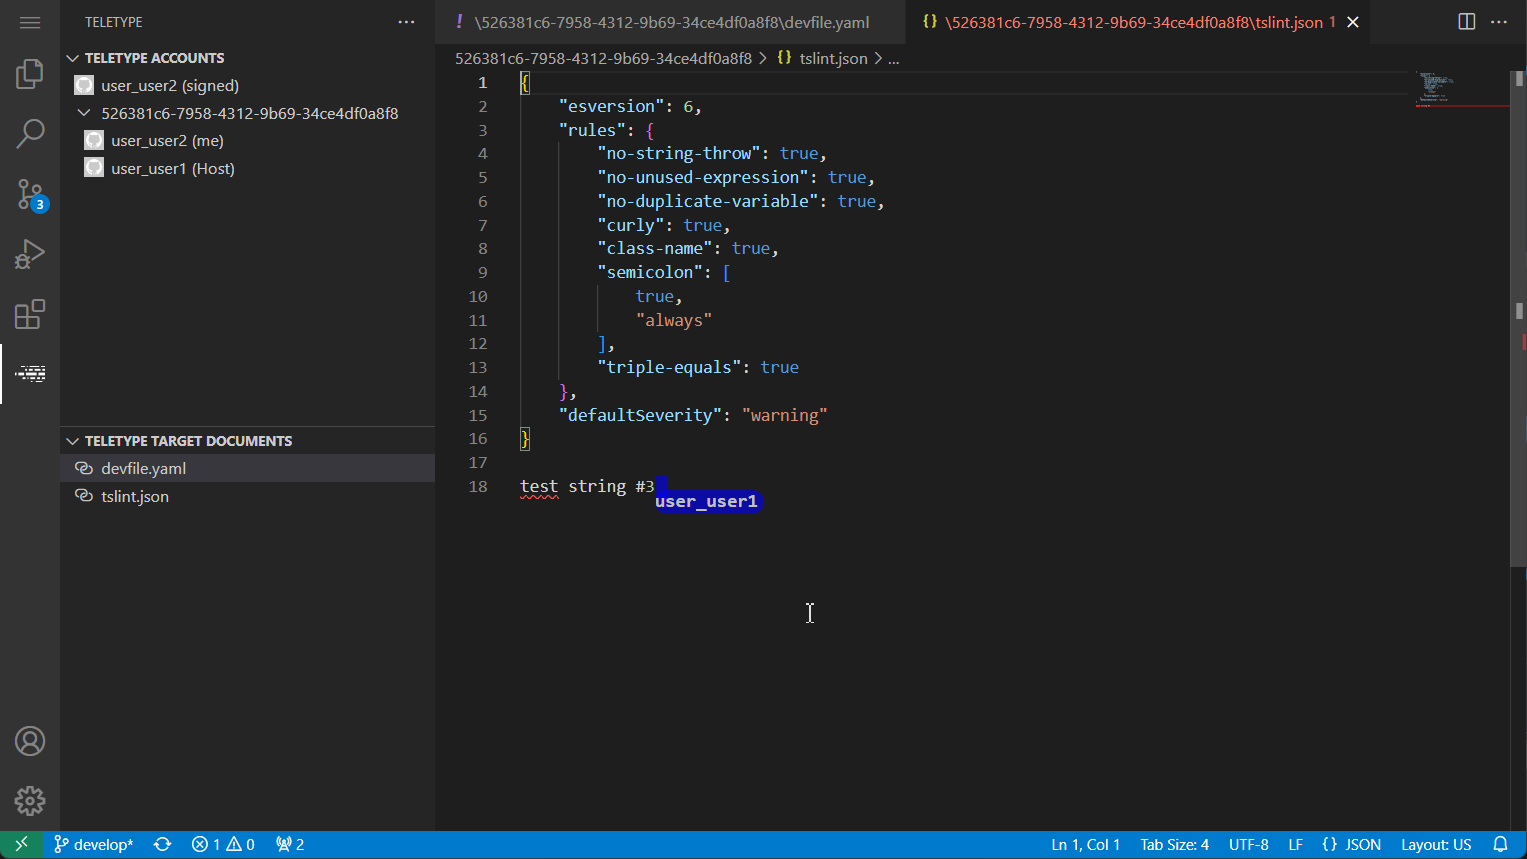 TELETYPE
TELETYPE ACCOUNTS
user_user2 (signed)
526381c6-7958-4312-9b69-34ce4df0a8f8
user_user2 (me)
user_user1 (Host)
3
TELETYPE TARGET DOCUMENTS
devfile.yaml
tslint.json
! \526381c6-7958-4312-9b69-34ce4df0a8f8\devfile.yaml
{} \526381c6-7958-4312-9b69-34ce4df0a8f8\tslint.json 1
526381c6-7958-4312-9b69-34ce4df0a8f8 > {} tslint.json > ...
1 {
2 "esversion": 6,
3 "rules": {
4 "no-string-throw": true,
5 "no-unused-expression": true,
6 "no-duplicate-variable": true,
7 "curly": true,
8 "class-name": true,
9 "semicolon": [
10 true,
11 "always"
12 ],
13 "triple-equals": true
14 },
15 "defaultSeverity": "warning"
16 }
17
18 test string #3
user_user1
develop* 1 0 2 Ln 1, Col 1 Tab Size: 4 UTF-8 LF {} JSON Layout: US